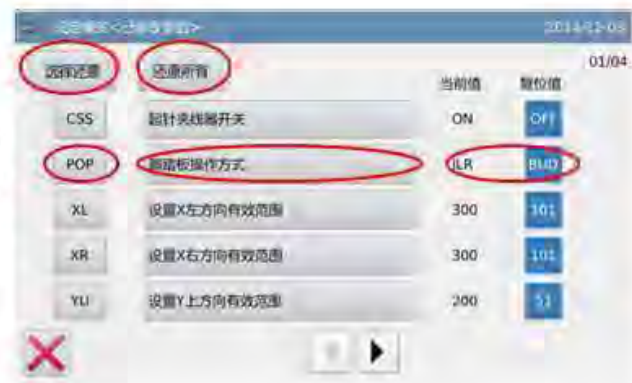 2014-12-03
选择还原 还原所有 01/04
当前值 复位值
CSS 起针夹线器开关 ON OFF
POP 脚踏板操作方式 JLR BUD
XL 设置X左方向有效范围 300 101
XR 设置X右方向有效范围 300 101
YU 设置Y上方向有效范围 200 51